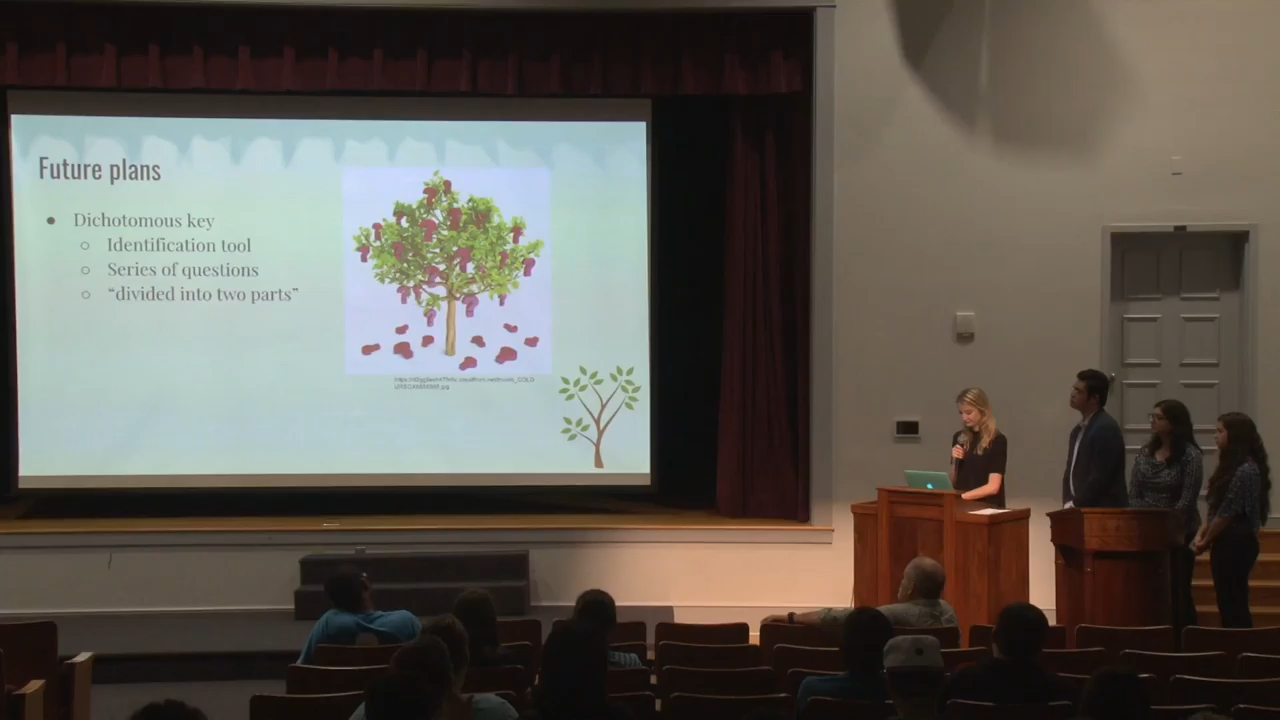 Future plans
● Dichotomous key
○ Identification tool
○ Series of questions
○ “divided into two parts”